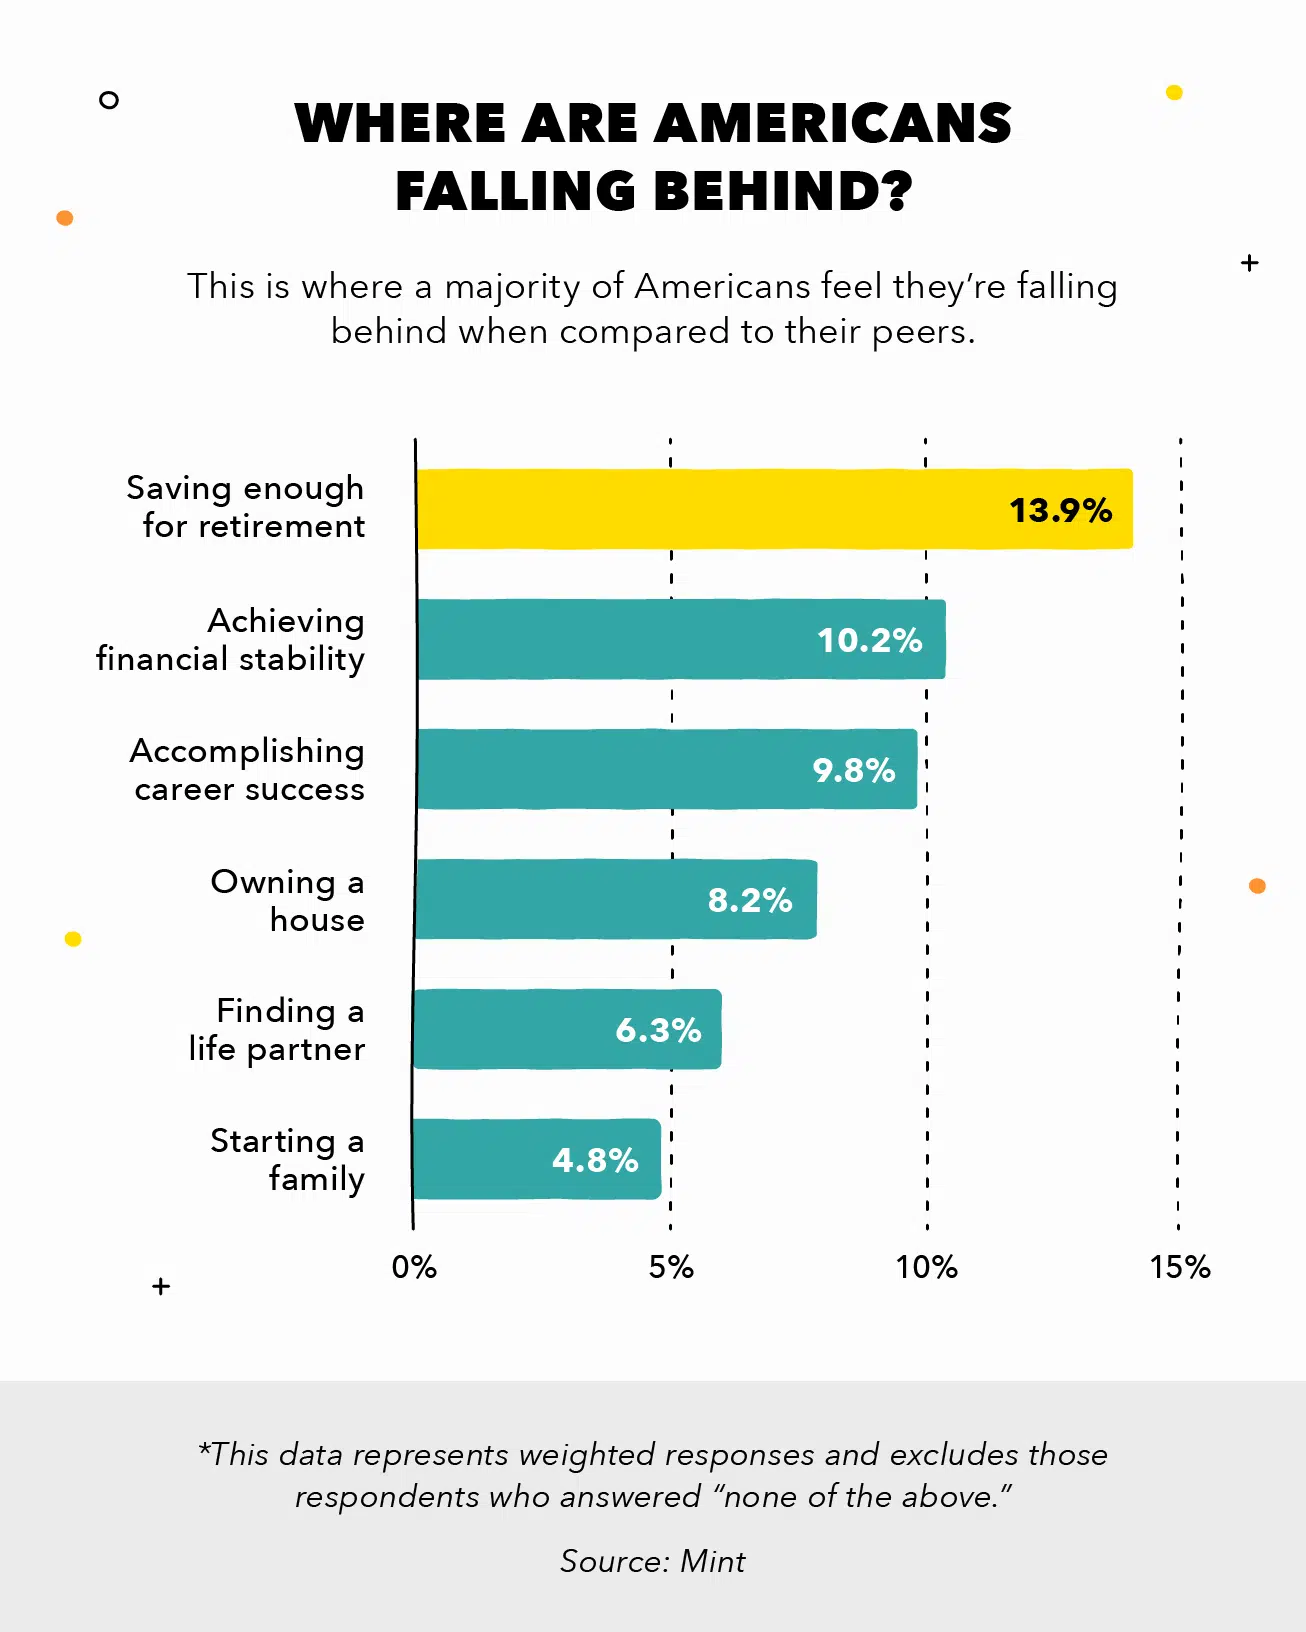 WHERE ARE AMERICANS
FALLING BEHIND?
This is where a majority of Americans feel they’re falling
behind when compared to their peers.
Saving enough
for retirement
13.9%
Achieving
financial stability
10.2%
Accomplishing
career success
9.8%
Owning a
house
8.2%
Finding a
life partner
6.3%
Starting a
family
4.8%
0%
5%
10%
15%
*This data represents weighted responses and excludes those
respondents who answered “none of the above.”
Source: Mint